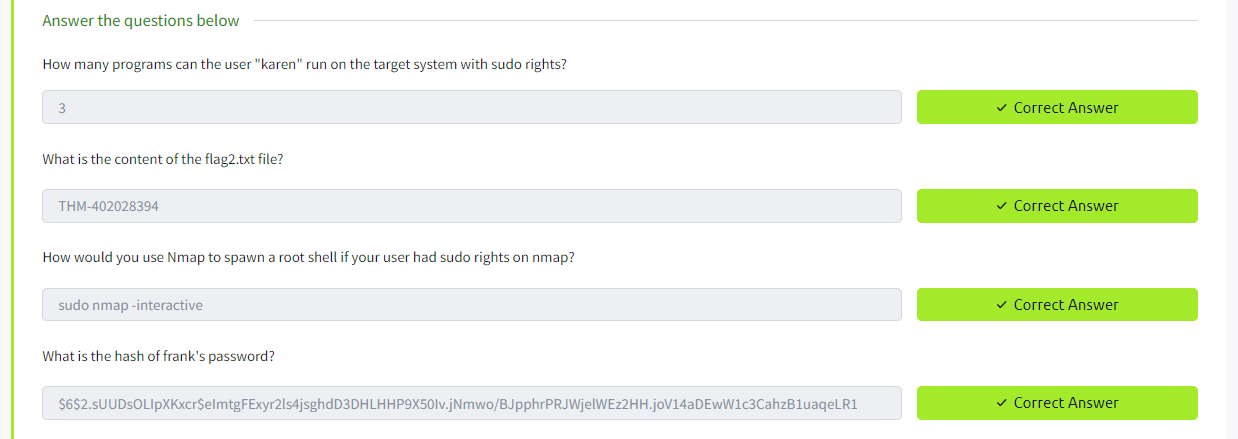 Answer the questions below
How many programs can the user "karen" run on the target system with sudo rights?
3
✓ Correct Answer
What is the content of the flag2.txt file?
THM-402028394
✓ Correct Answer
How would you use Nmap to spawn a root shell if your user had sudo rights on nmap?
sudo nmap -interactive
✓ Correct Answer
What is the hash of frank's password?
$6$2.sUUDsOLIpXKxcr$eImtgFExyr2ls4jsghdD3DHLHHP9X50Iv.jNmwo/BJpphrPRJWjelWEz2HH.joV14aDEwW1c3CahzB1uaqeLR1
✓ Correct Answer